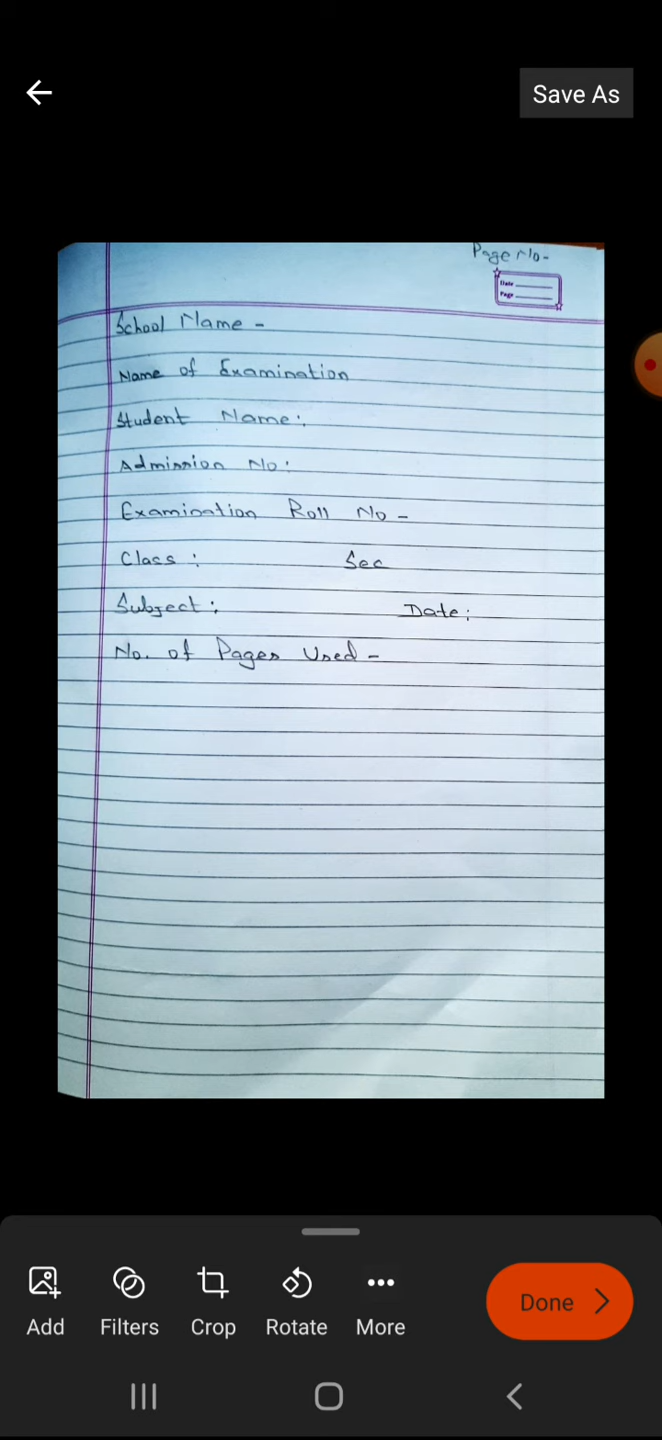 Save As
Page No-
Date
Page
School Name -
Name of Examination
Student Name:
Admission No:
Examination Roll No -
Class : Sec
Subject : Date:
No. of Pages Used -
Add Filters Crop Rotate More
Done